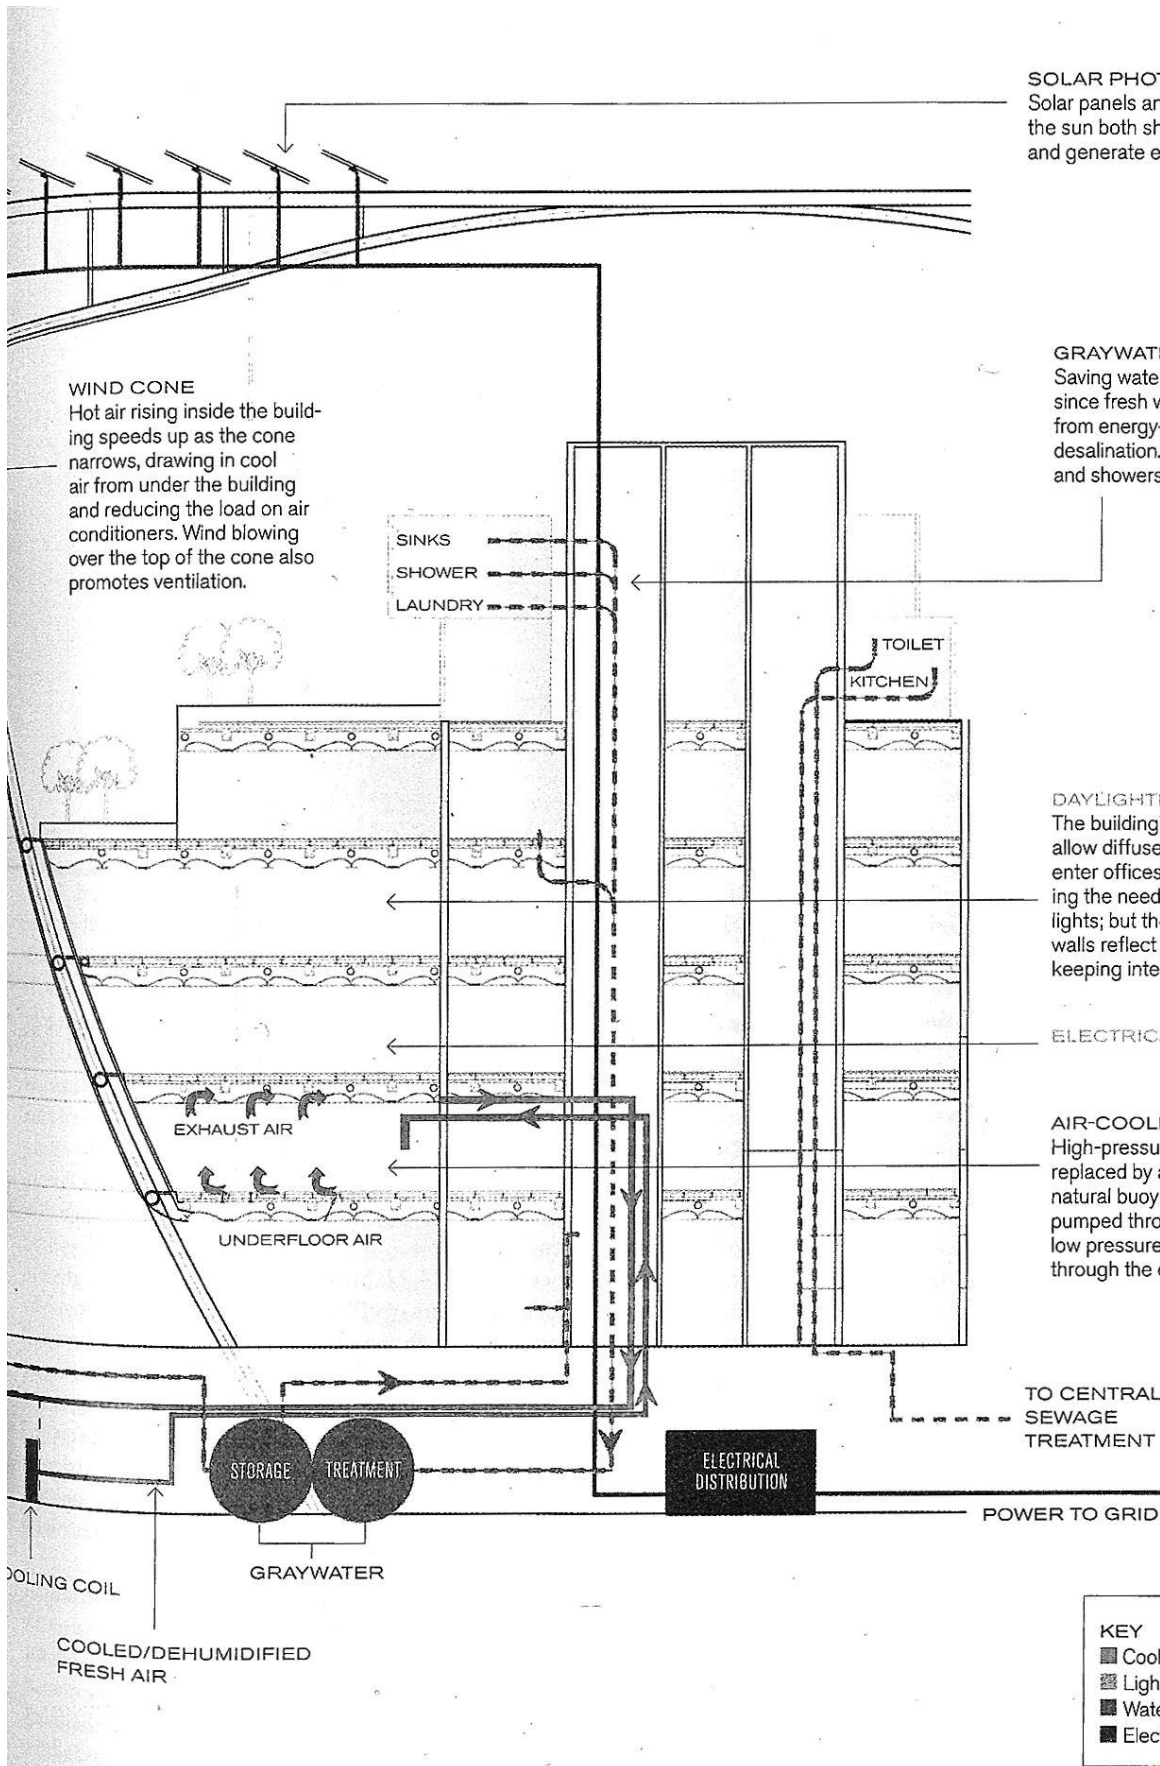 SOLAR PHOT
Solar panels ar
the sun both sh
and generate e
WIND CONE
Hot air rising inside the build-
ing speeds up as the cone
narrows, drawing in cool
air from under the building
and reducing the load on air
conditioners. Wind blowing
over the top of the cone also
promotes ventilation.
GRAYWATE
Saving wate
since fresh v
from energy-
desalination.
and showers
SINKS
SHOWER
LAUNDRY
TOILET
KITCHEN
DAYLIGHTI
The building
allow diffuse
enter offices
ing the need
lights; but the
walls reflect
keeping inte
ELECTRIC
EXHAUST AIR
AIR-COOL
High-pressu
replaced by a
natural buoy
pumped thro
low pressure
through the
UNDERFLOOR AIR
TO CENTRAL
SEWAGE
TREATMENT
STORAGE
TREATMENT
ELECTRICAL
DISTRIBUTION
POWER TO GRID
GRAYWATER
OOLING COIL
COOLED/DEHUMIDIFIED
FRESH AIR
KEY
Cool
Ligh
Wate
Elec